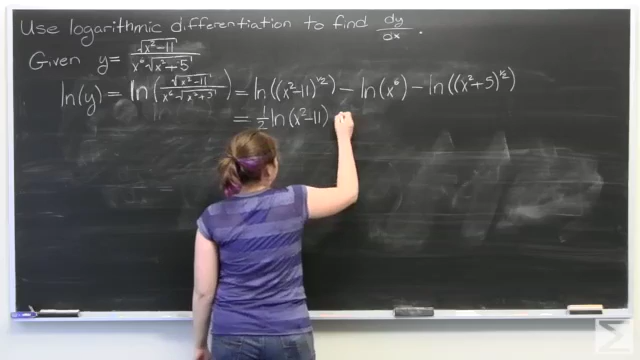 Use logarithmic differentiation to find dy/dx.
Given y = √(x²-11) / (x⁶ √(x²+5))
ln(y) = ln( √(x²-11) / (x⁶ √(x²+5)) ) = ln((x²-11)^(1/2)) - ln(x⁶) - ln((x²+5)^(1/2))
= 1/2 ln(x²-11)